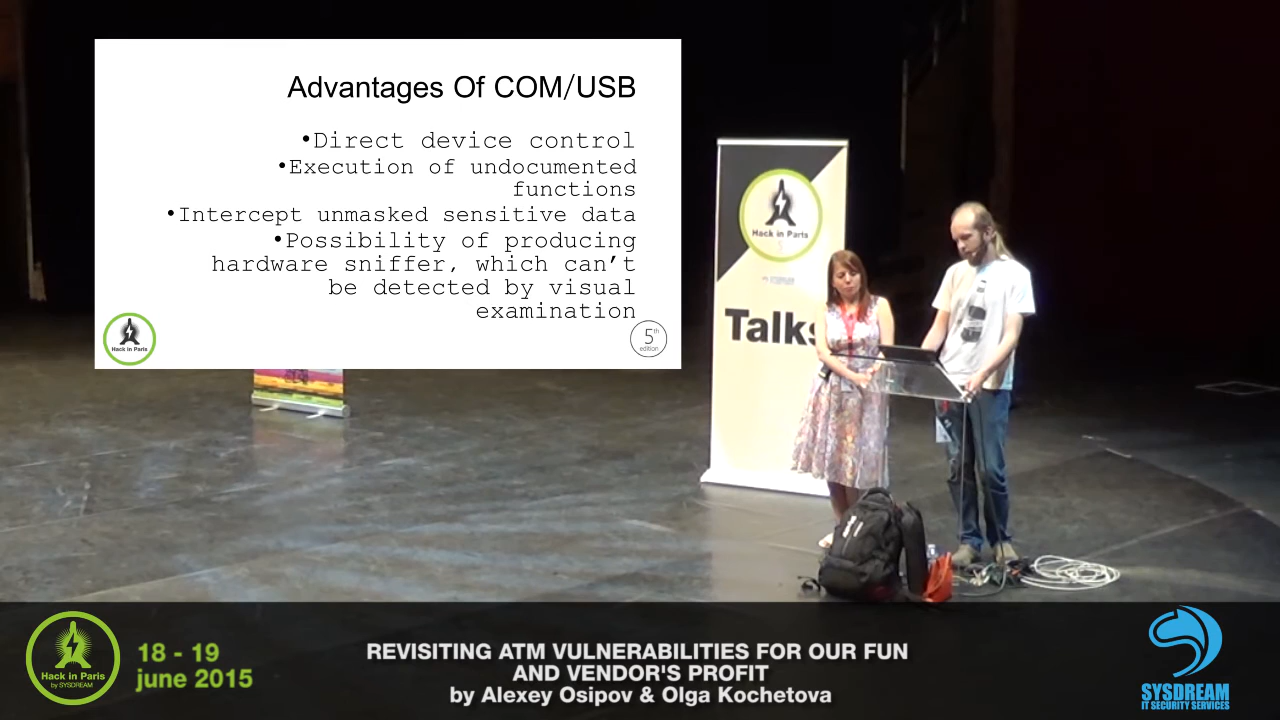 Advantages Of COM/USB
•Direct device control
•Execution of undocumented
functions
•Intercept unmasked sensitive data
•Possibility of producing
hardware sniffer, which can't
be detected by visual
examination
Hack in Paris
5th
edition
Hack in Paris
5
Talks
Hack in Paris
by SYSDREAM
18 - 19
june 2015
REVISITING ATM VULNERABILITIES FOR OUR FUN
AND VENDOR'S PROFIT
by Alexey Osipov & Olga Kochetova
SYSDREAM
IT SECURITY SERVICES